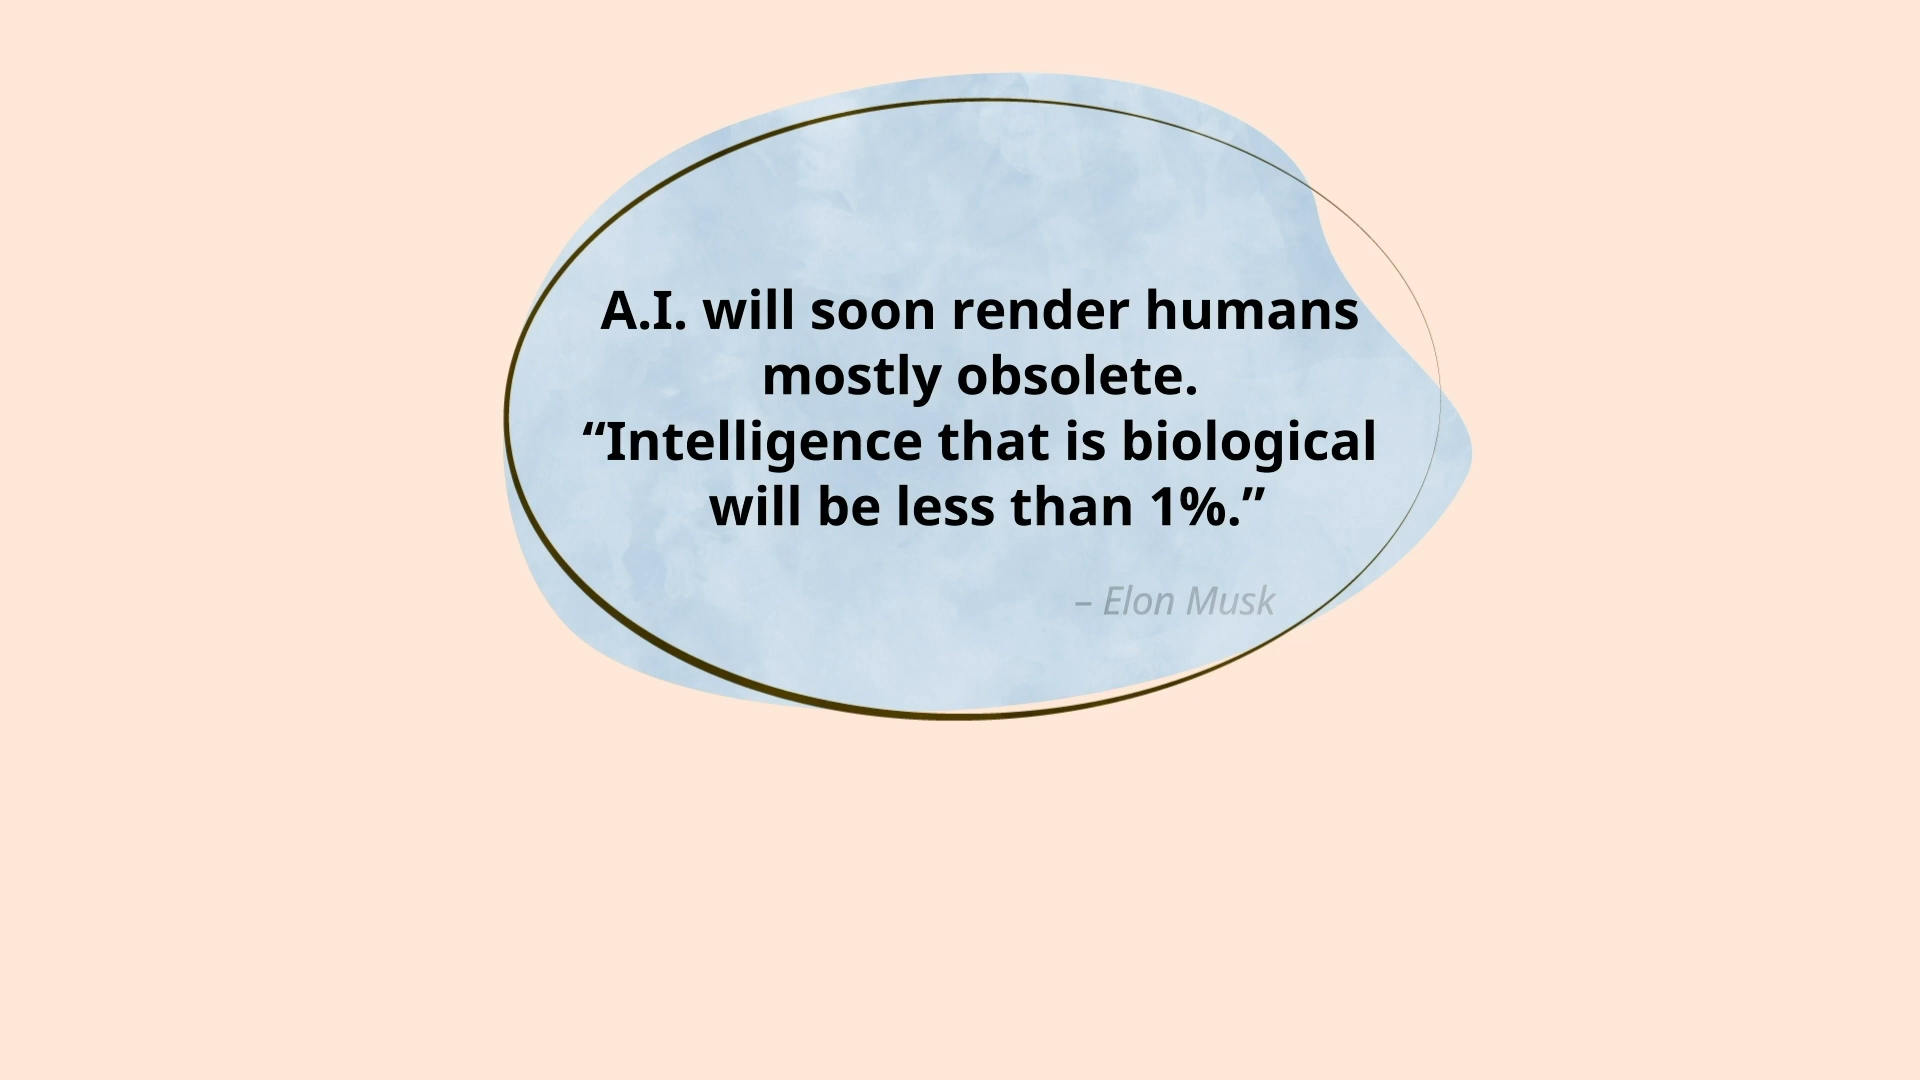 A.I. will soon render humans
mostly obsolete.
“Intelligence that is biological
will be less than 1%.”
– Elon Musk